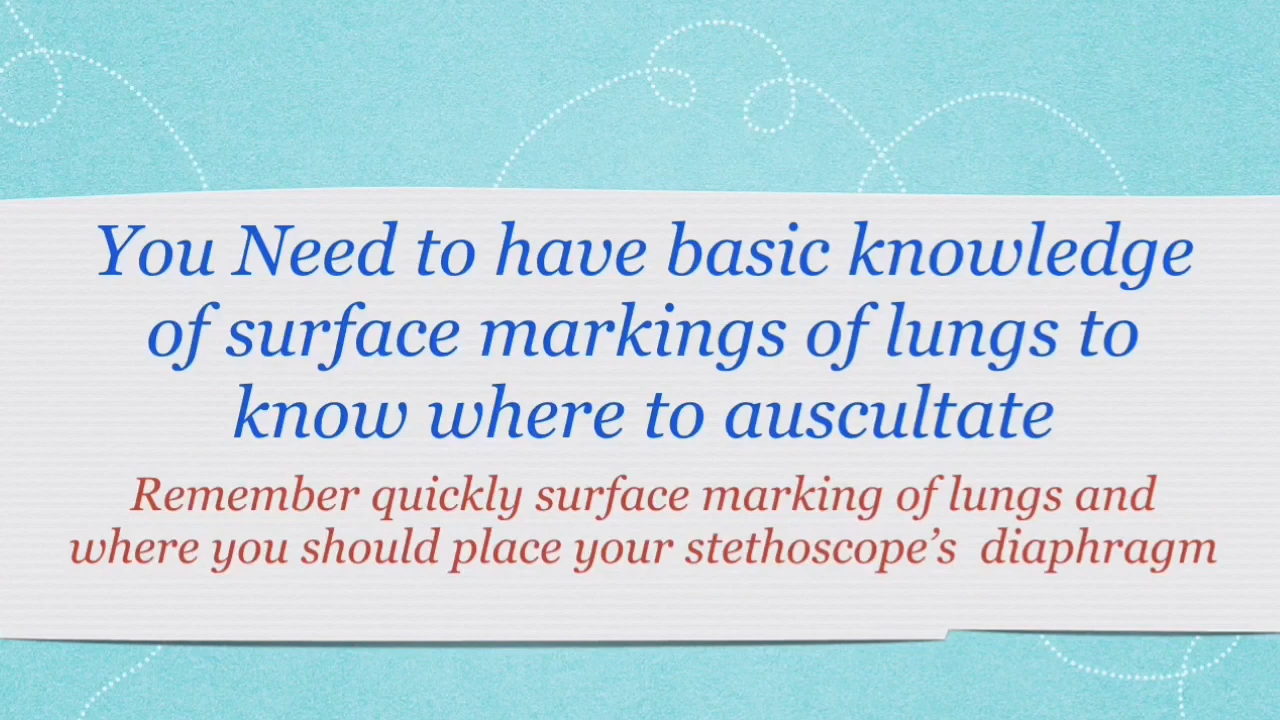 You Need to have basic knowledge
of surface markings of lungs to
know where to auscultate
Remember quickly surface marking of lungs and
where you should place your stethoscope’s diaphragm